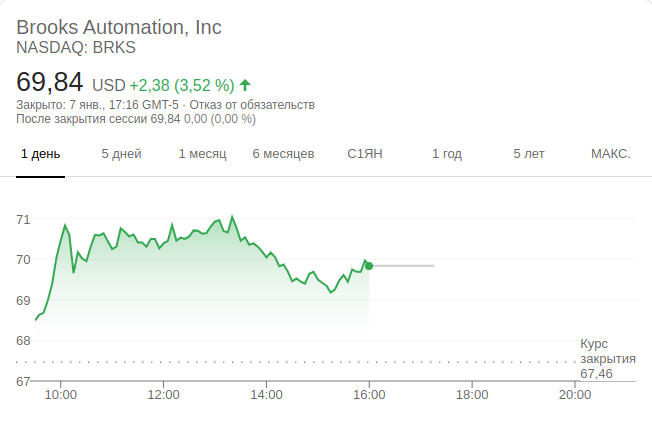 Brooks Automation, Inc
NASDAQ: BRKS
69,84 USD +2,38 (3,52 %)
Закрыто: 7 янв., 17:16 GMT-5 · Отказ от обязательств
После закрытия сессии 69,84 0,00 (0,00 %)
1 день 5 дней 1 месяц 6 месяцев С1ЯН 1 год 5 лет МАКС.
71
70
69
68
Курс
закрытия
67,46
67
10:00 12:00 14:00 16:00 18:00 20:00